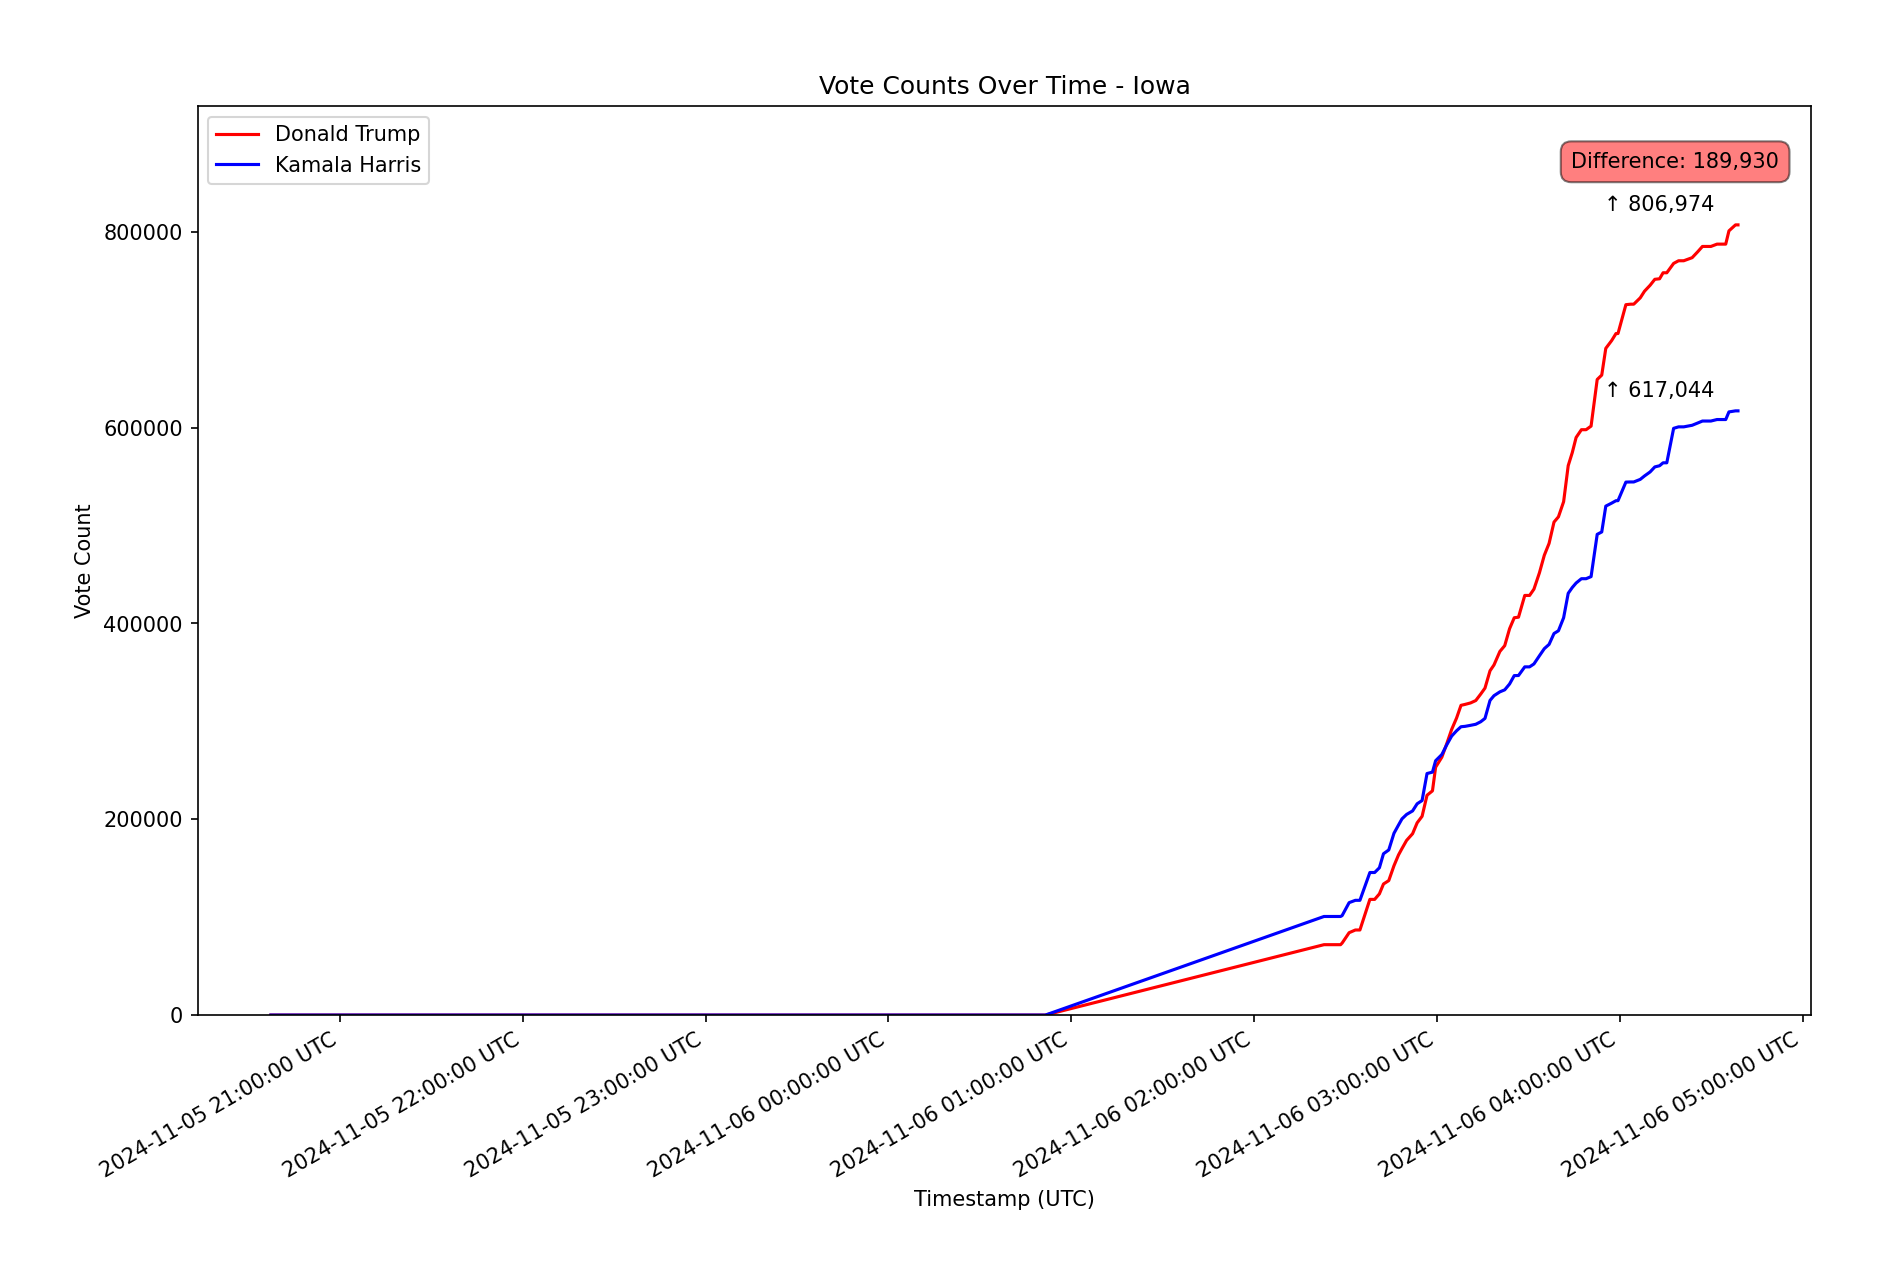 Vote Counts Over Time - Iowa
Donald Trump
Kamala Harris
Difference: 189,930
↑ 806,974
↑ 617,044
Vote Count
800000
600000
400000
200000
0
2024-11-05 21:00:00 UTC
2024-11-05 22:00:00 UTC
2024-11-05 23:00:00 UTC
2024-11-06 00:00:00 UTC
2024-11-06 01:00:00 UTC
2024-11-06 02:00:00 UTC
2024-11-06 03:00:00 UTC
2024-11-06 04:00:00 UTC
2024-11-06 05:00:00 UTC
Timestamp (UTC)